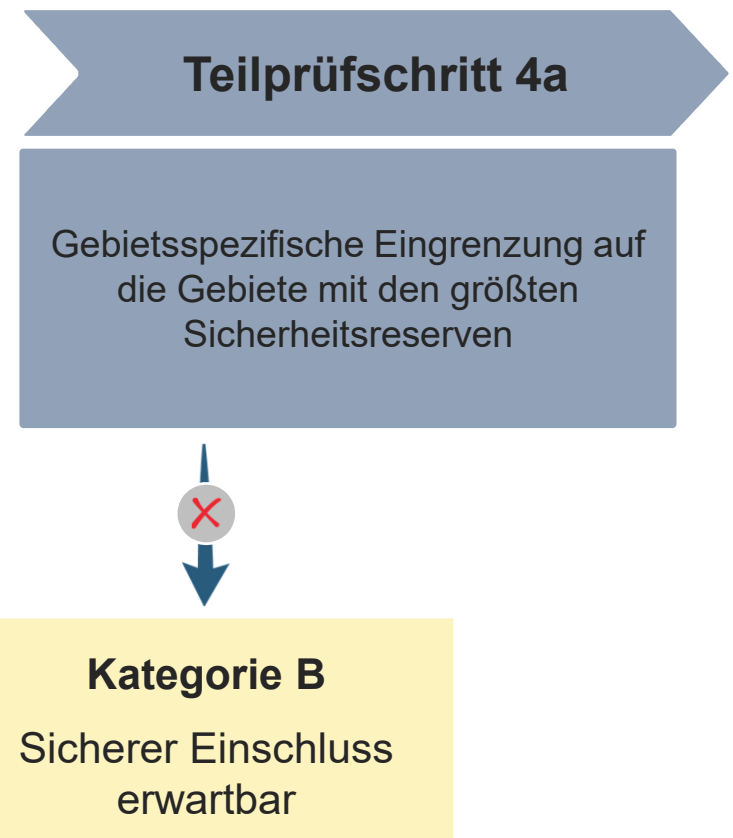 Teilprüfschritt 4a
Gebietsspezifische Eingrenzung auf
die Gebiete mit den größten
Sicherheitsreserven
Kategorie B
Sicherer Einschluss
erwartbar